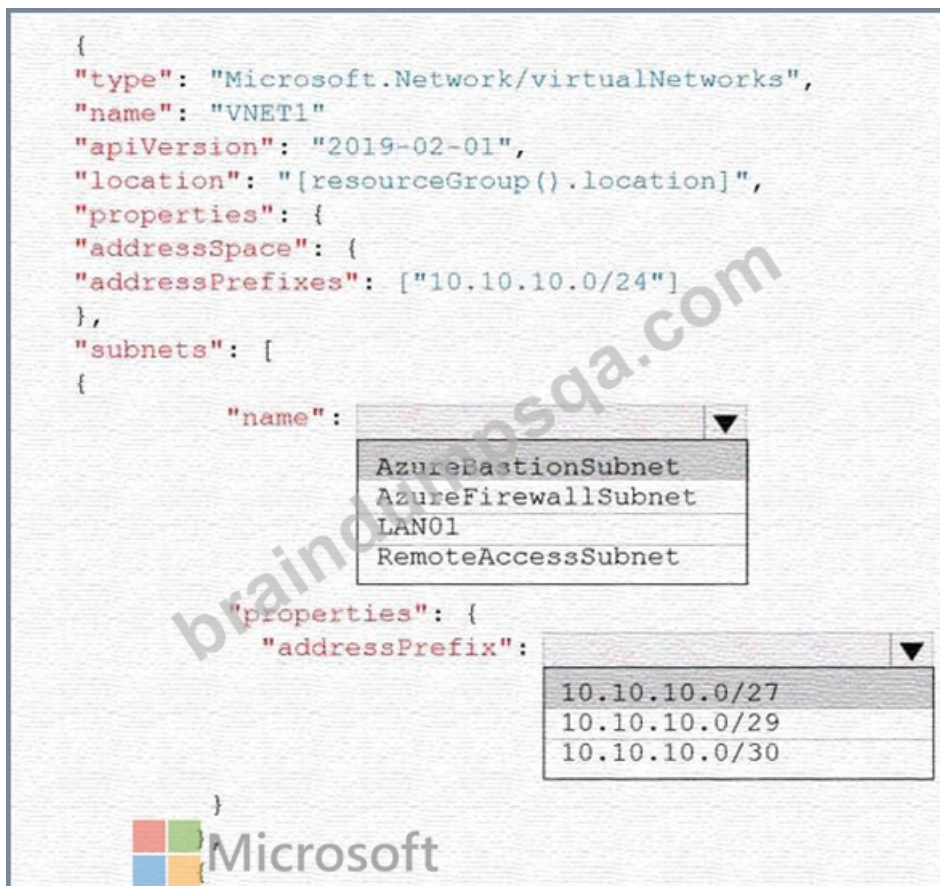 {
"type": "Microsoft.Network/virtualNetworks",
"name": "VNET1"
"apiVersion": "2019-02-01",
"location": "[resourceGroup().location]",
"properties": {
"addressSpace": {
"addressPrefixes": ["10.10.10.0/24"]
},
"subnets": [
{
"name":
AzureBastionSubnet
AzureFirewallSubnet
LAN01
RemoteAccessSubnet
"properties": {
"addressPrefix":
10.10.10.0/27
10.10.10.0/29
10.10.10.0/30
}
},
{
Microsoft
braindumpsqa.com